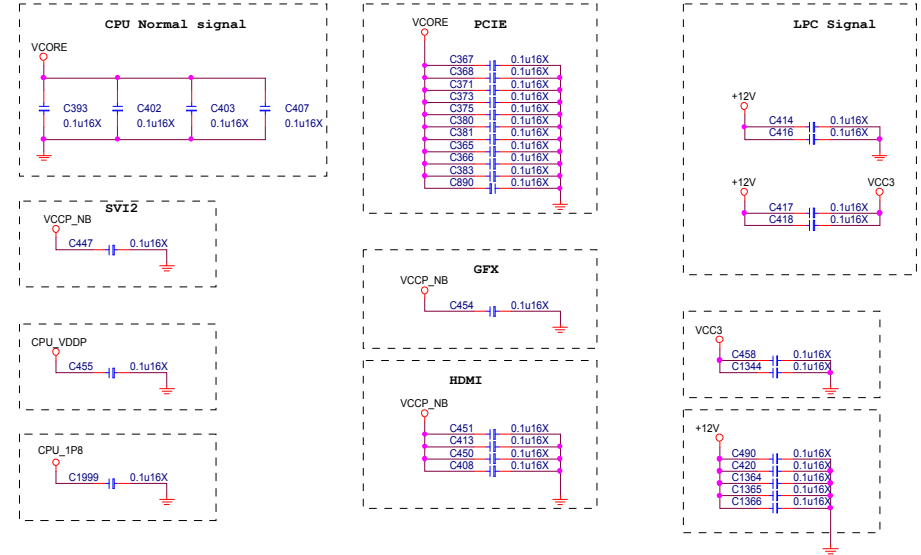 CPU Normal signal
VCORE
C393
0.1u16X
C402
0.1u16X
C403
0.1u16X
C407
0.1u16X
SVI2
VCCP_NB
C447 0.1u16X
CPU_VDDP
C455 0.1u16X
CPU_1P8
C1999 0.1u16X
PCIE
VCORE
C367 0.1u16X
C368 0.1u16X
C371 0.1u16X
C373 0.1u16X
C375 0.1u16X
C380 0.1u16X
C381 0.1u16X
C365 0.1u16X
C366 0.1u16X
C383 0.1u16X
C890 0.1u16X
GFX
VCCP_NB
C454 0.1u16X
HDMI
VCCP_NB
C451 0.1u16X
C413 0.1u16X
C450 0.1u16X
C408 0.1u16X
LPC Signal
+12V
C414 0.1u16X
C416 0.1u16X
+12V VCC3
C417 0.1u16X
C418 0.1u16X
VCC3
C458 0.1u16X
C1344 0.1u16X
+12V
C490 0.1u16X
C420 0.1u16X
C1364 0.1u16X
C1365 0.1u16X
C1366 0.1u16X